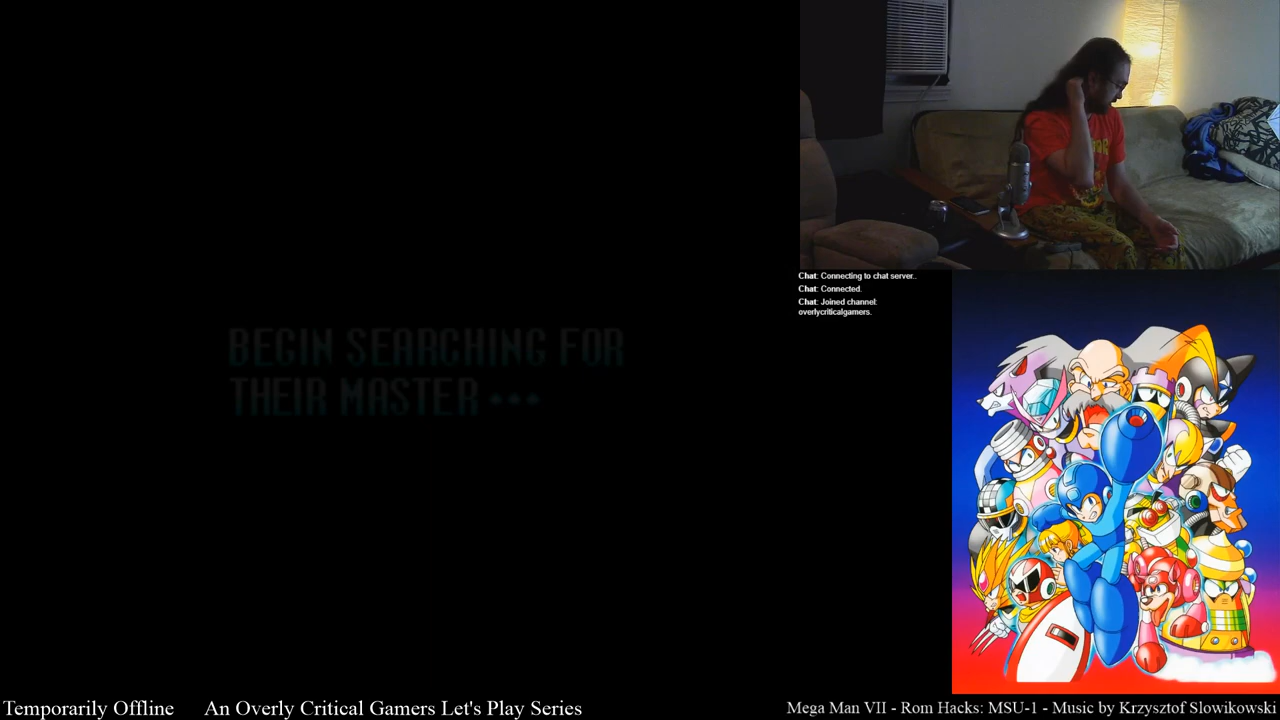 BEGIN SEARCHING FOR
THEIR MASTER •••
Chat: Connecting to chat server..
Chat: Connected.
Chat: Joined channel:
overlycriticalgamers.
Temporarily Offline An Overly Critical Gamers Let's Play Series
Mega Man VII - Rom Hacks: MSU-1 - Music by Krzysztof Slowikowski